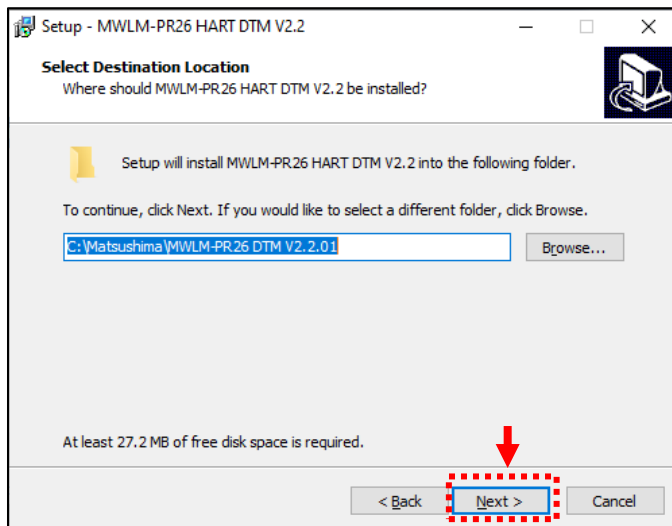 Setup - MWLM-PR26 HART DTM V2.2
Select Destination Location
Where should MWLM-PR26 HART DTM V2.2 be installed?
Setup will install MWLM-PR26 HART DTM V2.2 into the following folder.
To continue, click Next. If you would like to select a different folder, click Browse.
C:\Matsushima\MWLM-PR26 DTM V2.2.01
Browse...
At least 27.2 MB of free disk space is required.
< Back
Next >
Cancel